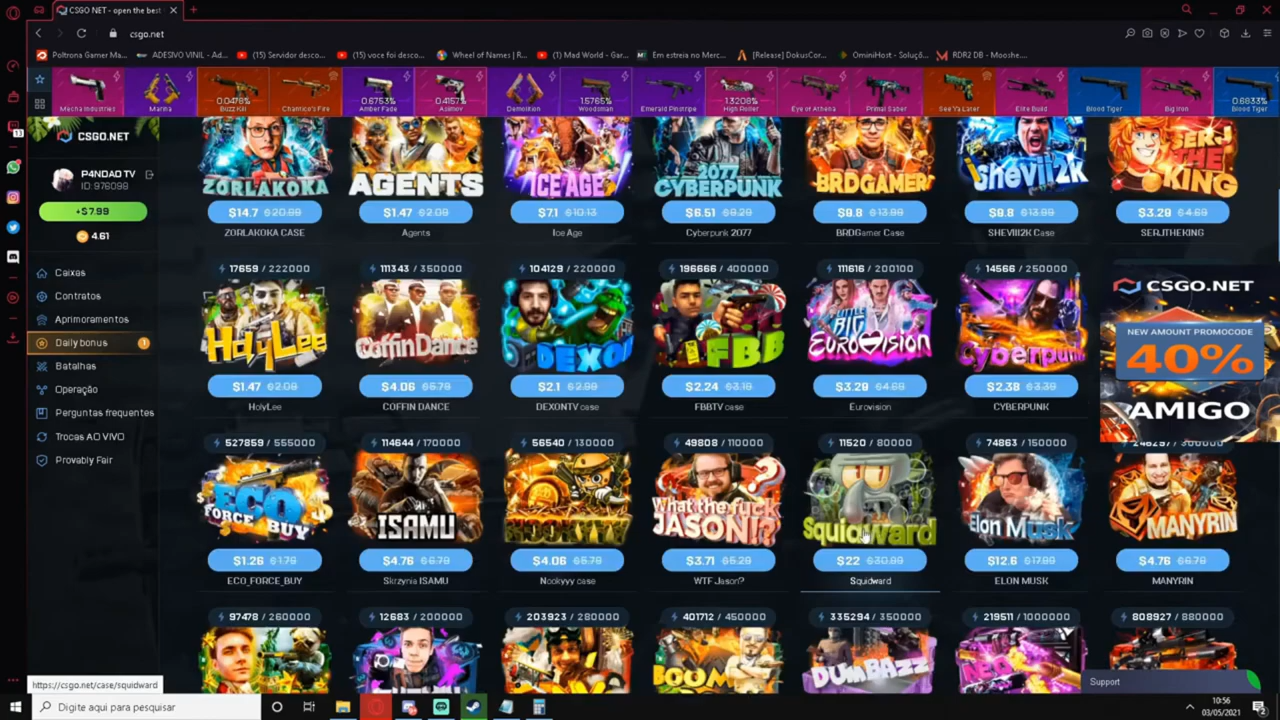 CSGO NET - open the best
csgo.net
Poltrona Gamer Ma...
ADESIVO VINIL - Ad...
(15) Servidor desco...
(15) voce foi desco...
Wheel of Names | R...
(1) Mad World - Gar...
Em estreia no Merc...
[Release] DokusCor...
OminiHost - Soluçõ...
RDR2 DB - Mooshe...
Mecha Industries
Marina
0.0476%
Buzz Kill
Chantico's Fire
0.6753%
Amber Fade
0.4157%
Asiimov
Demolition
1.5765%
Woodsman
Emerald Pinstripe
1.3206%
High Roller
Eye of Athena
Primal Saber
See Ya Later
Elite Build
Blood Tiger
Big Iron
0.6833%
Blood Tiger
CSGO.NET
P4NDAO TV
ID: 976098
+$7.99
4.61
Caixas
Contratos
Aprimoramentos
Daily bonus
1
Batalhas
Operação
Perguntas frequentes
Trocas AO VIVO
Provably Fair
ZORLAKOKA
AGENTS
ICE AGE
2077
CYBERPUNK
BRDGAMER
SHEVII2K
SERJ
THE
KING
$14.7 $20.99
$1.47 $2.09
$7.1 $10.13
$6.51 $9.29
$9.8 $13.99
$9.8 $13.99
$3.28 $4.69
ZORLAKOKA CASE
Agents
Ice Age
Cyberpunk 2077
BRDGamer Case
SHEVII2K Case
SERJTHEKING
17659 / 222000
111343 / 350000
104129 / 220000
196666 / 400000
111616 / 200100
14566 / 250000
HolyLee
Coffin Dance
DEXO
FBB
LITTLE
BIG
EUROVISION
Cyberpunk
$1.47 $2.09
$4.06 $5.79
$2.1 $2.99
$2.24 $3.19
$3.28 $4.69
$2.38 $3.39
HolyLee
COFFIN DANCE
DEXONTV case
FBBTV case
Eurovision
CYBERPUNK
CSGO.NET
NEW AMOUNT PROMOCODE
40%
AMIGO
527859 / 555000
114644 / 170000
56540 / 130000
49808 / 110000
11520 / 80000
74863 / 150000
ECO
FORCE BUY
ISAMU
NOOKYYY
What the fuck
JASON!?
Squidward
Elon Musk
MANYRIN
$1.26 $1.79
$4.76 $6.79
$4.06 $5.79
$3.71 $5.29
$22 $30.99
$12.6 $17.99
$4.76 $6.79
ECO_FORCE_BUY
Skrzynia ISAMU
Nookyyy case
WTF Jason?
Squidward
ELON MUSK
MANYRIN
97478 / 260000
12683 / 200000
203923 / 280000
401712 / 450000
335294 / 350000
219511 / 1000000
808927 / 880000
BOOM
DUMBAZZ
https://csgo.net/case/squidward
Support
Digite aqui para pesquisar
10:56
03/05/2021
2